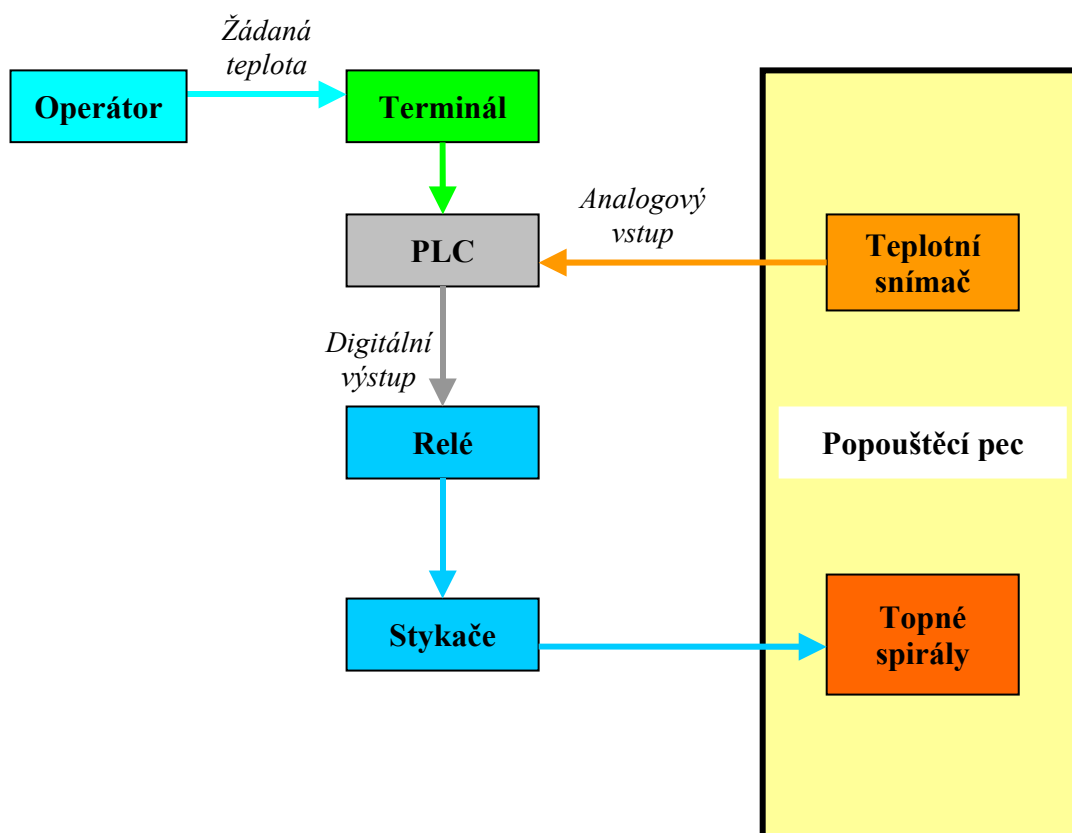 Žádaná
teplota
Operátor
Terminál
Analogový
vstup
PLC
Teplotní
snímač
Digitální
výstup
Relé
Popouštěcí pec
Stykače
Topné
spirály